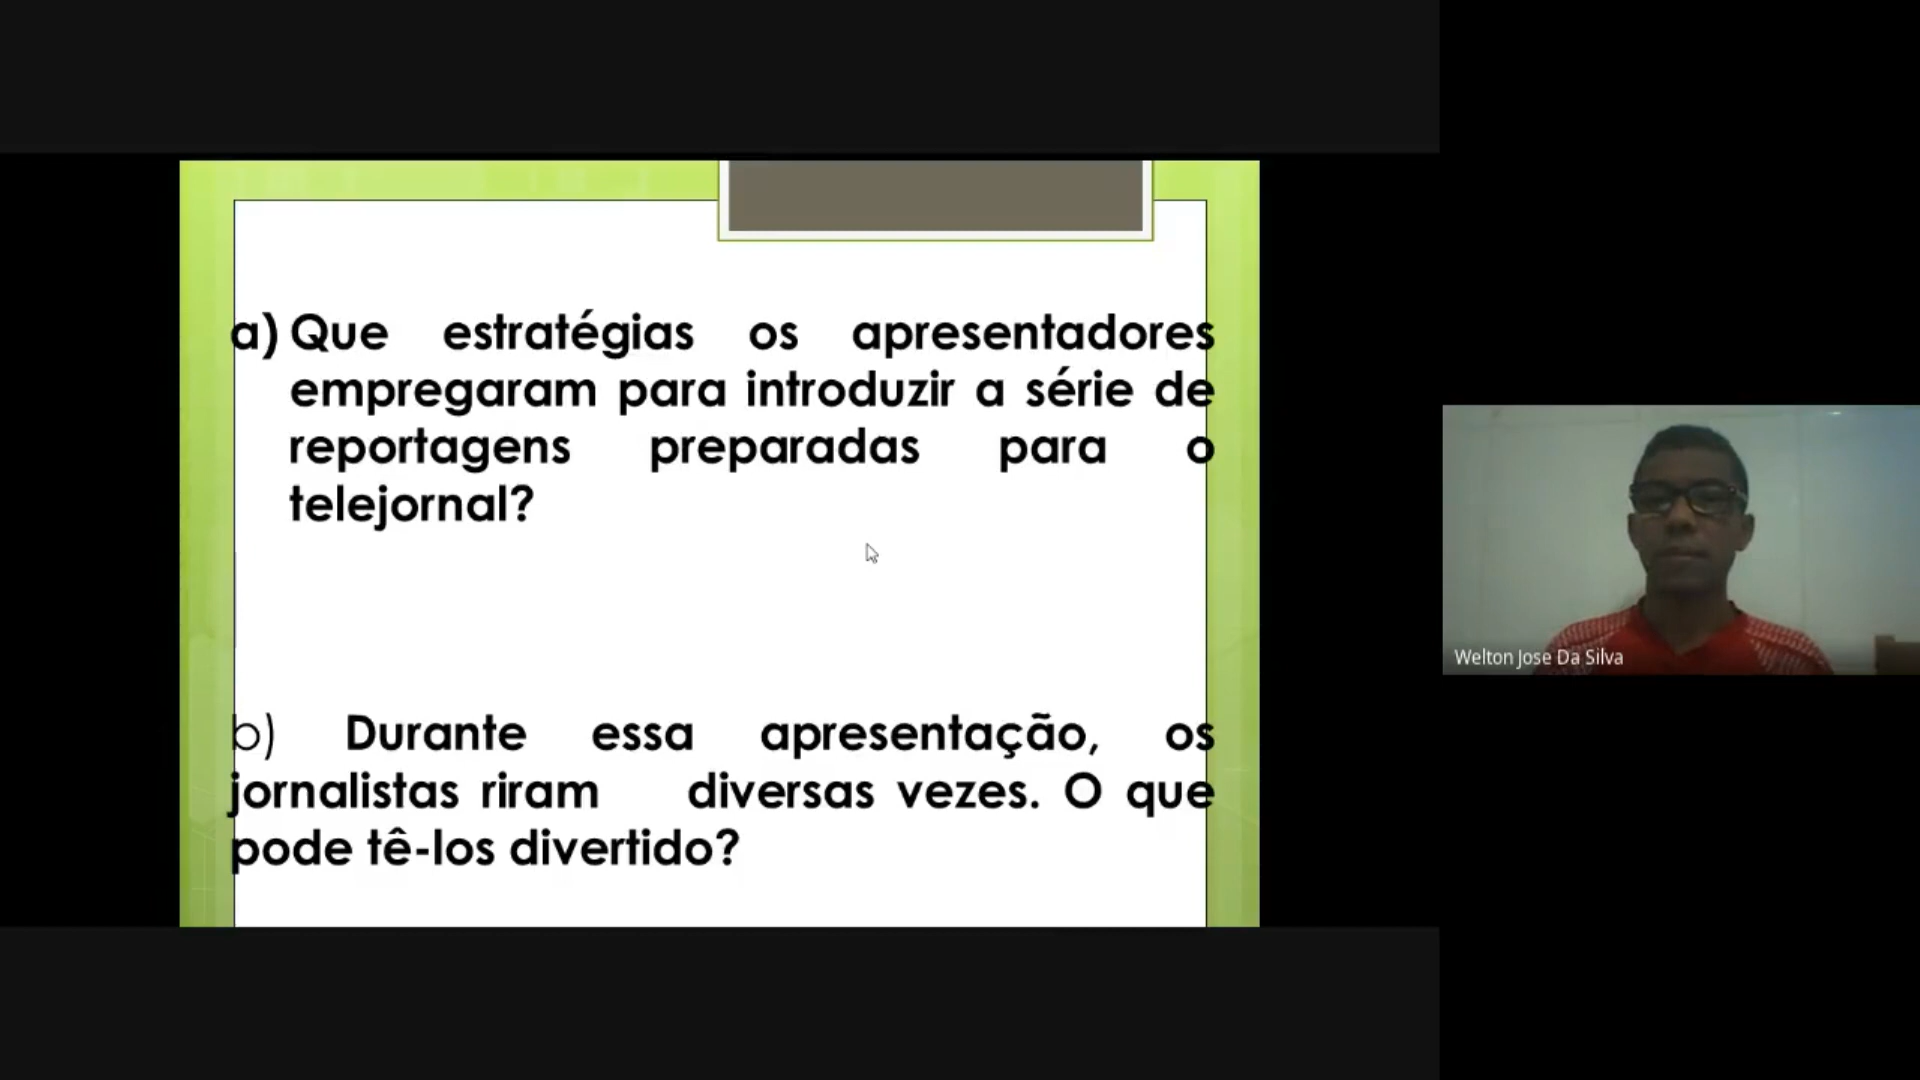 a) Que estratégias os apresentadores
empregaram para introduzir a série de
reportagens preparadas para o
telejornal?
b) Durante essa apresentação, os
jornalistas riram diversas vezes. O que
pode tê-los divertido?
Welton Jose Da Silva